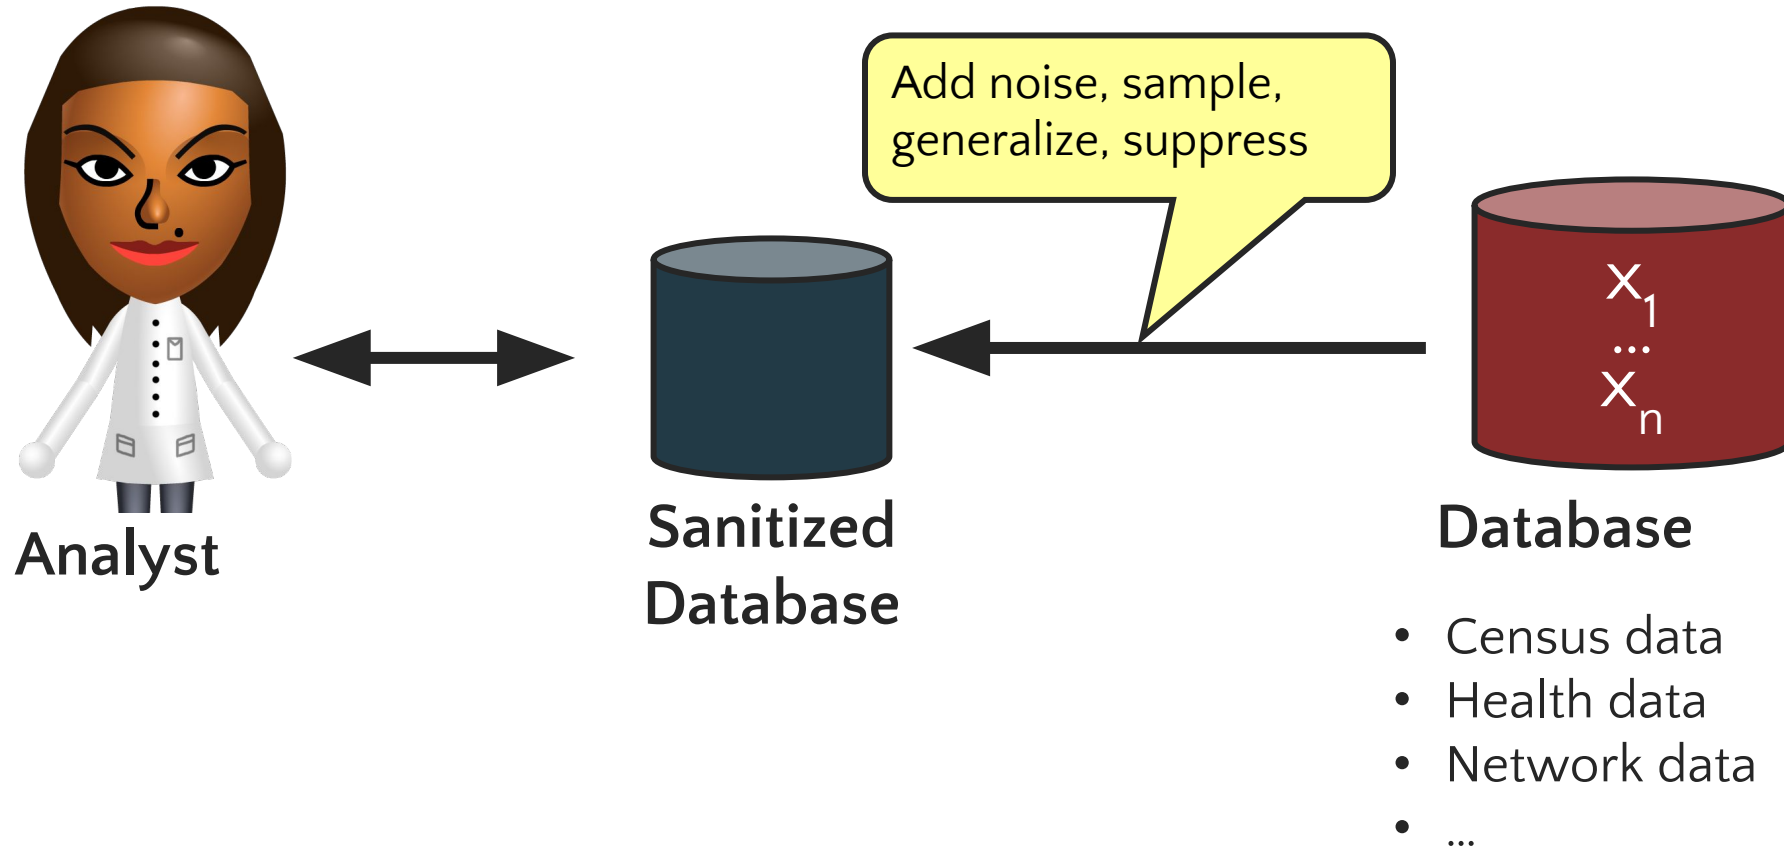 Add noise, sample,
generalize, suppress
x1
...
xn
Analyst
Sanitized
Database
Database
• Census data
• Health data
• Network data
• ...